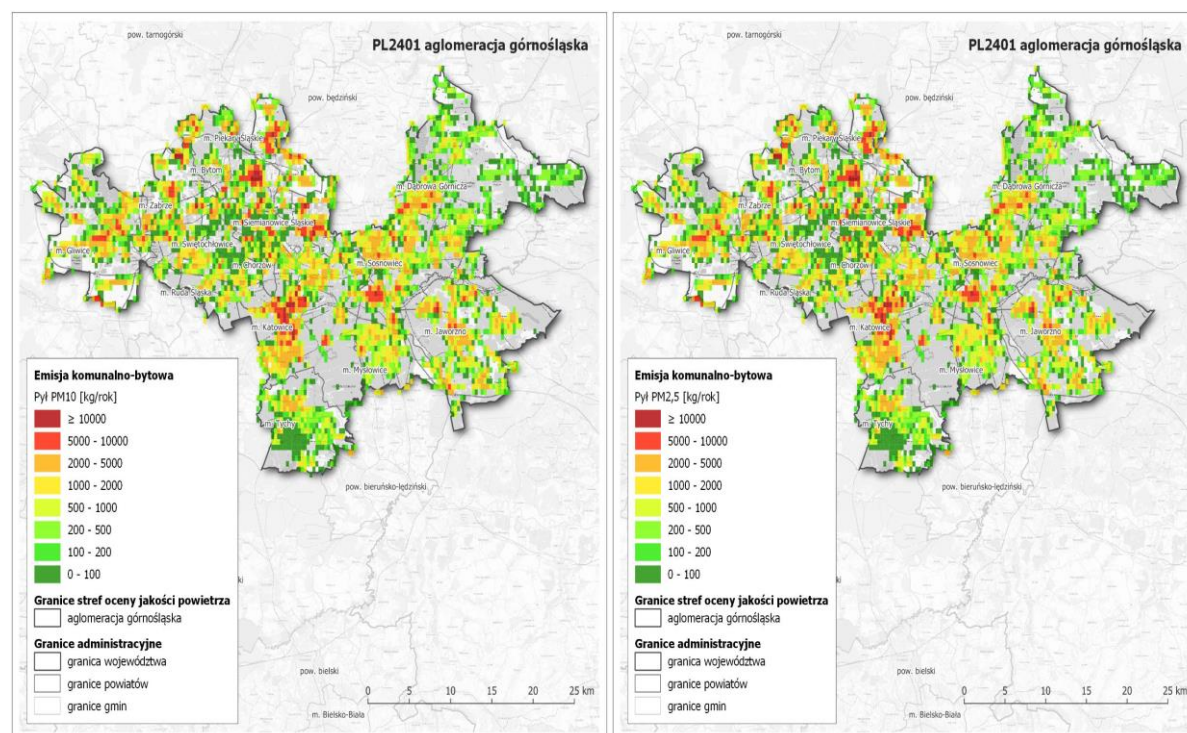 PL2401 aglomeracja górnośląska
pow. tarnogórski
pow. będziński
m. Piekary Śląskie
m. Bytom
m. Dąbrowa Górnicza
m. Zabrze
m. Siemianowice Śląskie
m. Świętochłowice
m. Gliwice
m. Chorzów
m. Sosnowiec
m. Ruda Śląska
m. Katowice
m. Jaworzno
m. Mysłowice
m. Tychy
pow. bieruńsko-lędziński
pow. bielski
m. Bielsko-Biała
Emisja komunalno-bytowa
Pył PM10 [kg/rok]
≥ 10000
5000 - 10000
2000 - 5000
1000 - 2000
500 - 1000
200 - 500
100 - 200
0 - 100
Granice stref oceny jakości powietrza
aglomeracja górnośląska
Granice administracyjne
granica województwa
granice powiatów
granice gmin
0 5 10 15 20 25 km
PL2401 aglomeracja górnośląska
pow. tarnogórski
pow. będziński
m. Piekary Śląskie
m. Bytom
m. Dąbrowa Górnicza
m. Zabrze
m. Siemianowice Śląskie
m. Świętochłowice
m. Gliwice
m. Chorzów
m. Sosnowiec
m. Ruda Śląska
m. Katowice
m. Jaworzno
m. Mysłowice
m. Tychy
pow. bieruńsko-lędziński
pow. bielski
m. Bielsko-Biała
Emisja komunalno-bytowa
Pył PM2,5 [kg/rok]
≥ 10000
5000 - 10000
2000 - 5000
1000 - 2000
500 - 1000
200 - 500
100 - 200
0 - 100
Granice stref oceny jakości powietrza
aglomeracja górnośląska
Granice administracyjne
granica województwa
granice powiatów
granice gmin
0 5 10 15 20 25 km